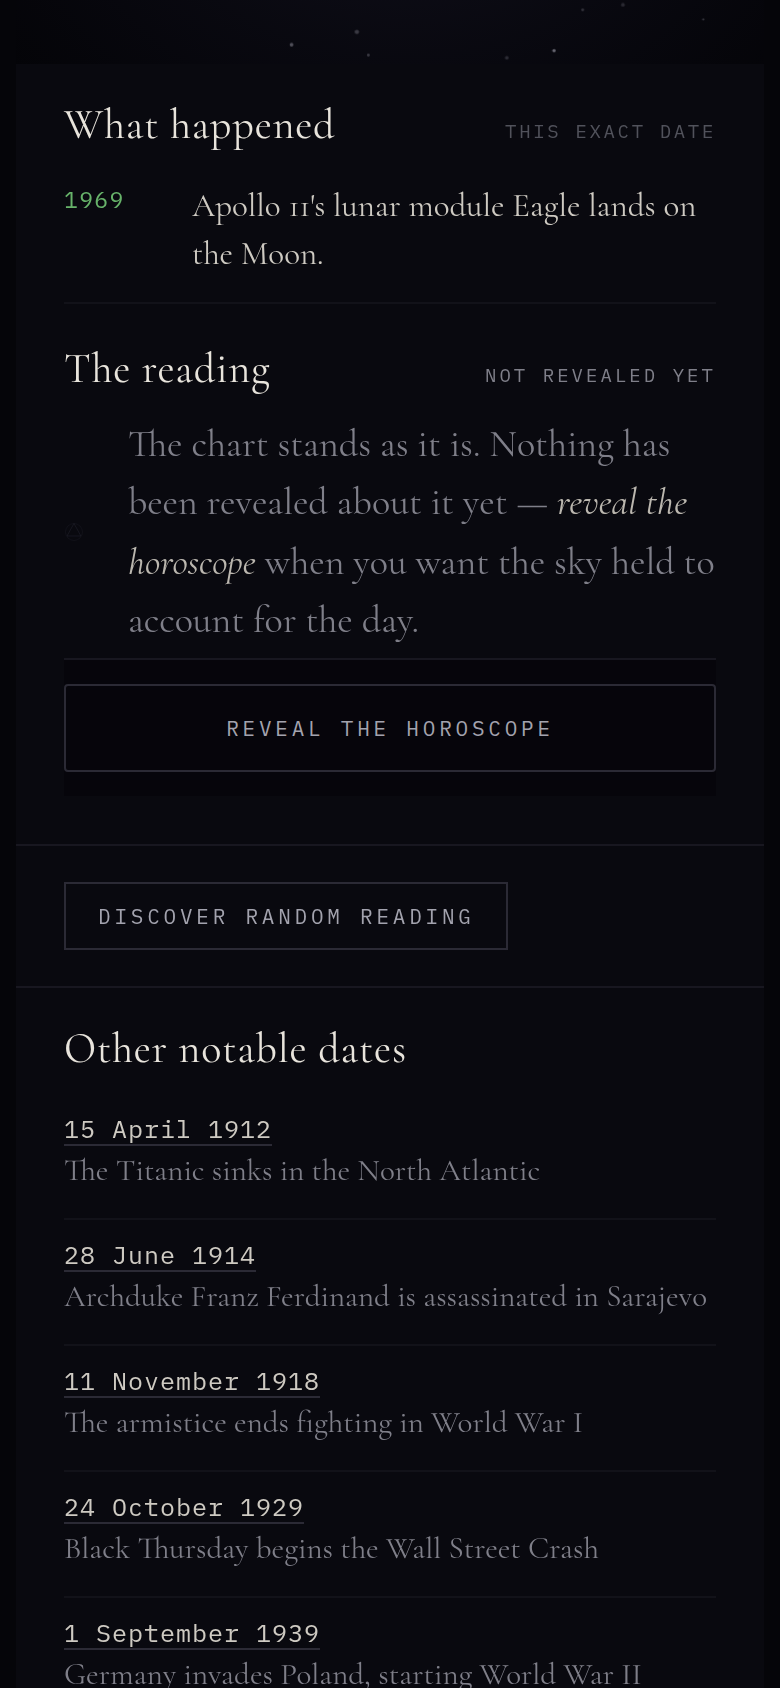 What happened
THIS EXACT DATE
1969
Apollo 11's lunar module Eagle lands on
the Moon.
The reading
NOT REVEALED YET
The chart stands as it is. Nothing has
been revealed about it yet — reveal the
horoscope when you want the sky held to
account for the day.
REVEAL THE HOROSCOPE
DISCOVER RANDOM READING
Other notable dates
15 April 1912
The Titanic sinks in the North Atlantic
28 June 1914
Archduke Franz Ferdinand is assassinated in Sarajevo
11 November 1918
The armistice ends fighting in World War I
24 October 1929
Black Thursday begins the Wall Street Crash
1 September 1939
Germany invades Poland, starting World War II